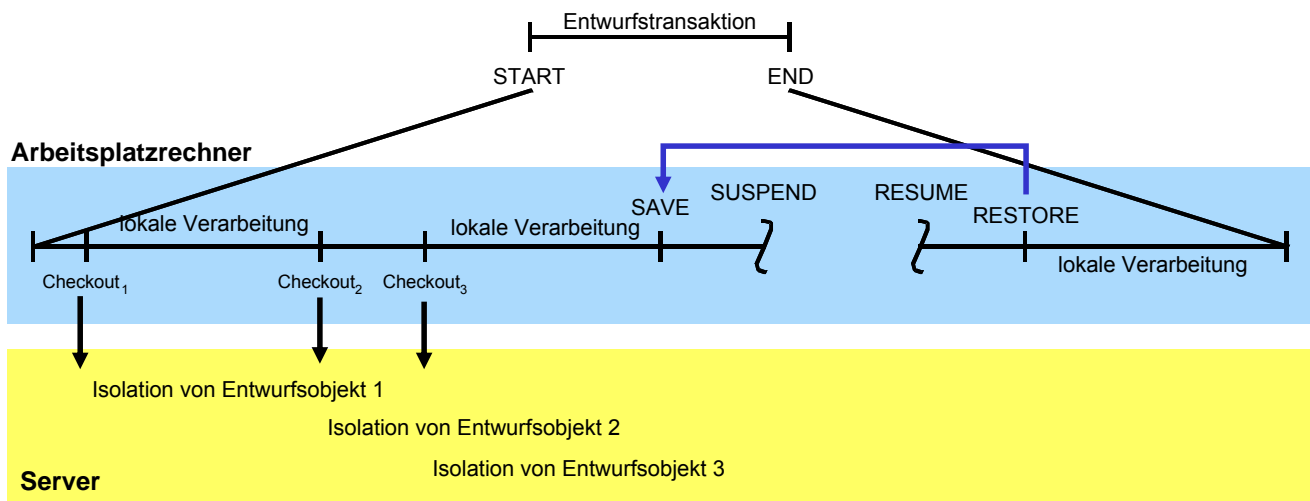 Entwurfstransaktion
START
END
Arbeitsplatzrechner
SUSPEND
RESUME
SAVE
RESTORE
lokale Verarbeitung
lokale Verarbeitung
lokale Verarbeitung
Checkout1
Checkout2
Checkout3
Isolation von Entwurfsobjekt 1
Isolation von Entwurfsobjekt 2
Isolation von Entwurfsobjekt 3
Server